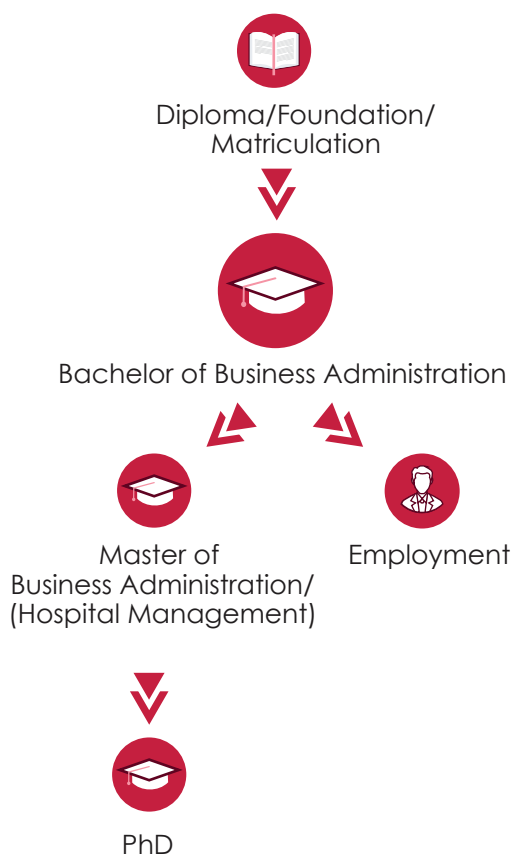 Diploma/Foundation/
Matriculation
Bachelor of Business Administration
Master of
Business Administration/
(Hospital Management)
Employment
PhD